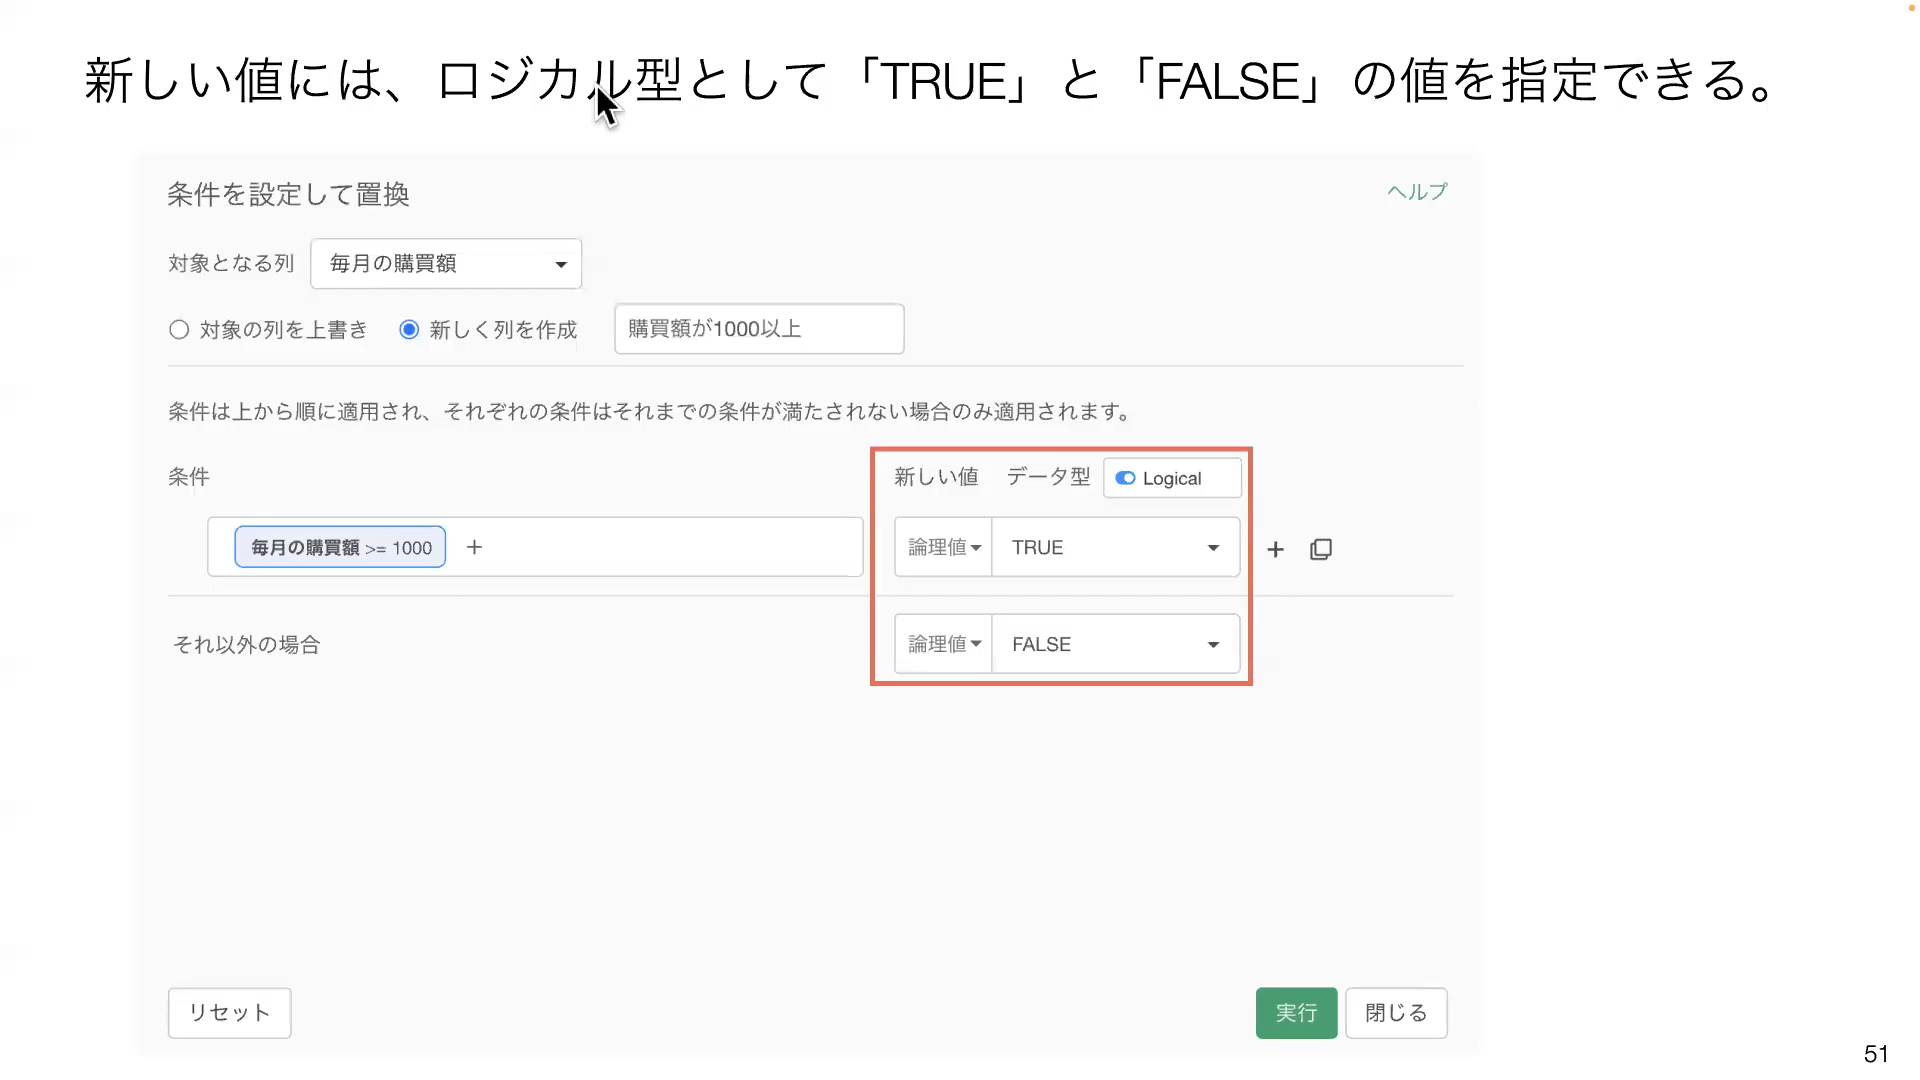 新しい値には、ロジカル型として「TRUE」と「FALSE」の値を指定できる。
条件を設定して置換
ヘルプ
対象となる列 毎月の購買額
対象の列を上書き 新しく列を作成 購買額が1000以上
条件は上から順に適用され、それぞれの条件はそれまでの条件が満たされない場合のみ適用されます。
条件 新しい値 データ型 Logical
毎月の購買額 >= 1000 + 論理値 TRUE +
それ以外の場合 論理値 FALSE
リセット 実行 閉じる
51